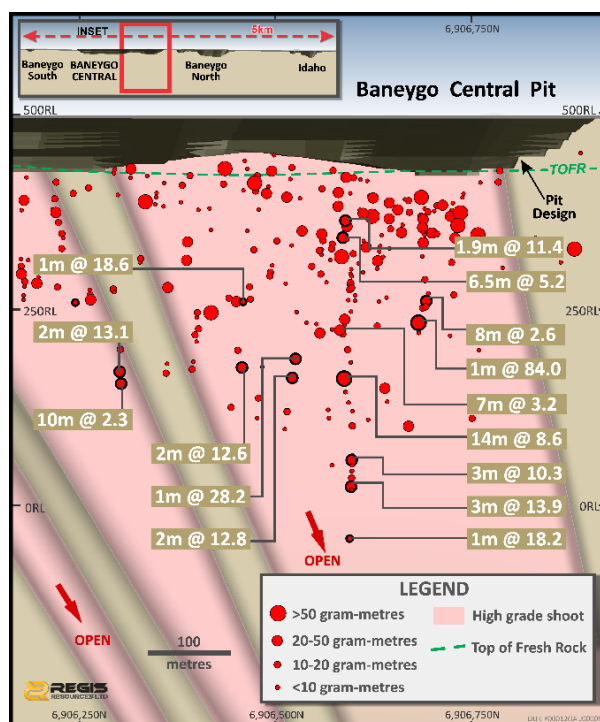 INSET
5km
Baneygo South
BANEYGO CENTRAL
Baneygo North
Idaho
6,906,750N
Baneygo Central Pit
500RL
500RL
TOFR
Pit Design
1.9m @ 11.4
1m @ 18.6
6.5m @ 5.2
250RL
250RL
2m @ 13.1
8m @ 2.6
1m @ 84.0
10m @ 2.3
7m @ 3.2
14m @ 8.6
2m @ 12.6
3m @ 10.3
1m @ 28.2
0RL
3m @ 13.9
0RL
2m @ 12.8
1m @ 18.2
OPEN
OPEN
LEGEND
>50 gram-metres
High grade shoot
20-50 gram-metres
10-20 gram-metres
Top of Fresh Rock
<10 gram-metres
100
metres
REGIS
RESOURCES LTD
6,906,250N
6,906,500N
6,906,750N